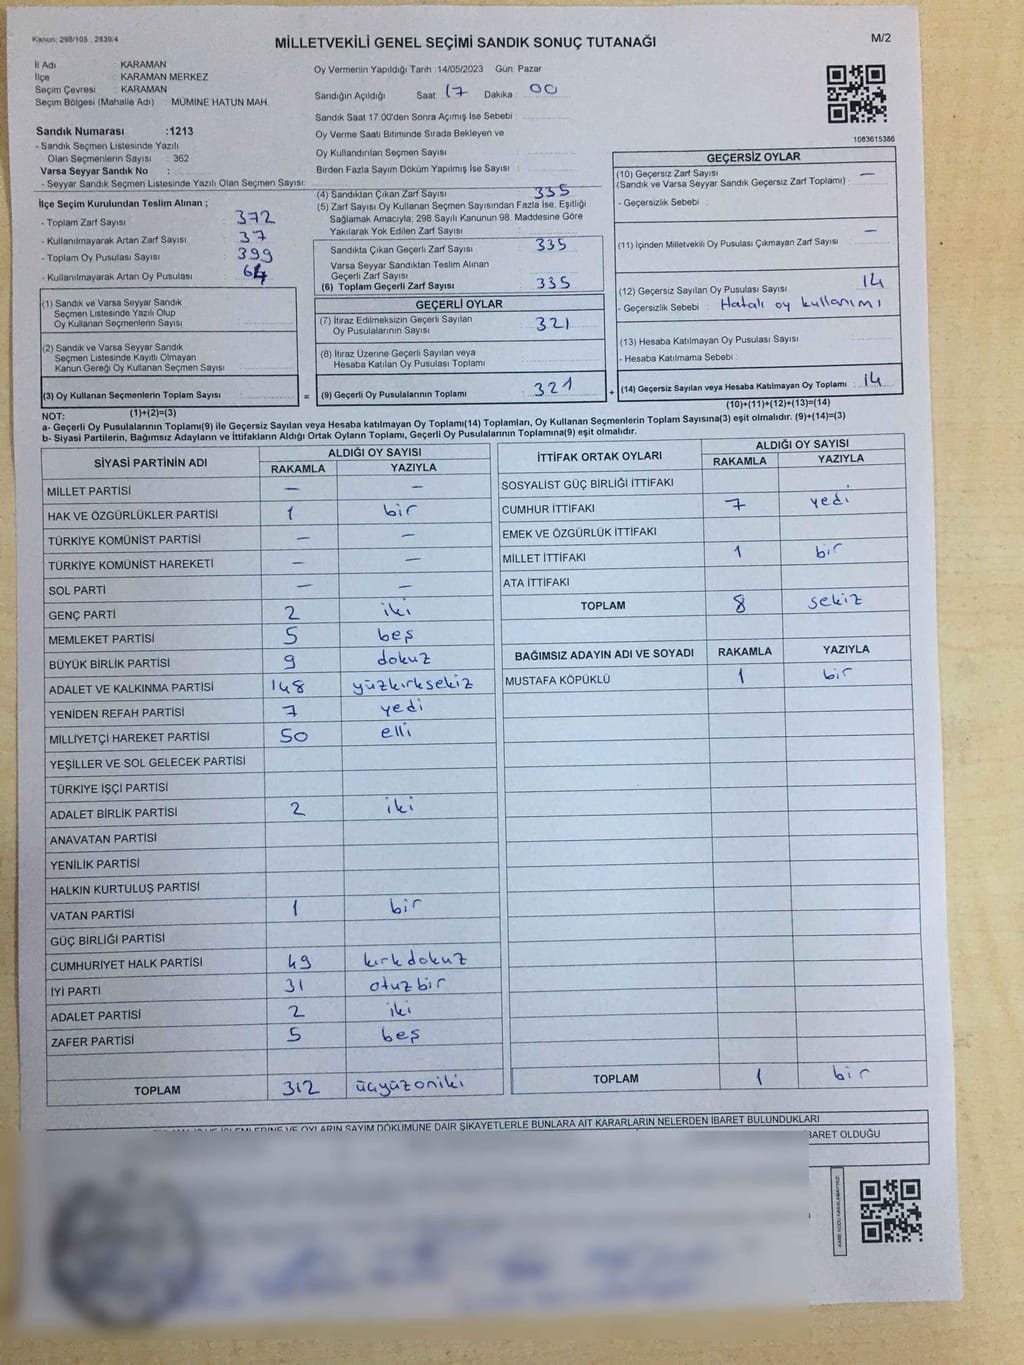 Kanun: 298/105 , 2839/4
MİLLETVEKİLİ GENEL SEÇİMİ SANDIK SONUÇ TUTANAĞI
M/2
İl Adı KARAMAN
İlçe KARAMAN MERKEZ
Seçim Çevresi : KARAMAN
Seçim Bölgesi (Mahalle Adı) : MÜMİNE HATUN MAH.
Sandık Numarası :1213
- Sandık Seçmen Listesinde Yazılı
Olan Seçmenlerin Sayısı : 362
Varsa Seyyar Sandık No :
- Seyyar Sandık Seçmen Listesinde Yazılı Olan Seçmen Sayısı:
İlçe Seçim Kurulundan Teslim Alınan ;
- Toplam Zarf Sayısı : 372
- Kullanılmayarak Artan Zarf Sayısı : 37
- Toplam Oy Pusulası Sayısı : 399
- Kullanılmayarak Artan Oy Pusulası : 64
(1) Sandık ve Varsa Seyyar Sandık
Seçmen Listesinde Yazılı Olup
Oy Kullanan Seçmenlerin Sayısı :
(2) Sandık ve Varsa Seyyar Sandık
Seçmen Listesinde Kayıtlı Olmayan
Kanun Gereği Oy Kullanan Seçmen Sayısı :
(3) Oy Kullanan Seçmenlerin Toplam Sayısı :
(1)+(2)=(3)
Oy Vermenin Yapıldığı Tarih 14/05/2023 Gün: Pazar
Sandığın Açıldığı Saat: 17 Dakika : 00
Sandık Saat 17:00'den Sonra Açımış İse Sebebi :
Oy Verme Saati Bitiminde Sırada Bekleyen ve
Oy Kullandırılan Seçmen Sayısı
Birden Fazla Sayım Döküm Yapılmış İse Sayısı :
(4) Sandıktan Çıkan Zarf Sayısı : 335
(5) Zarf Sayısı Oy Kullanan Seçmen Sayısından Fazla İse, Eşitliği
Sağlamak Amacıyla; 298 Sayılı Kanunun 98. Maddesine Göre
Yakılarak Yok Edilen Zarf Sayısı :
Sandıkta Çıkan Geçerli Zarf Sayısı : 335
Varsa Seyyar Sandıktan Teslim Alınan
Geçerli Zarf Sayısı :
(6) Toplam Geçerli Zarf Sayısı : 335
GEÇERLİ OYLAR
(7) İtiraz Edilmeksizin Geçerli Sayılan
Oy Pusulalarının Sayısı : 321
(8) İtiraz Üzerine Geçerli Sayılan veya
Hesaba Katılan Oy Pusulası Toplamı :
= (9) Geçerli Oy Pusulalarının Toplamı : 321 +
1083615386
GEÇERSİZ OYLAR
(10) Geçersiz Zarf Sayısı : —
(Sandık ve Varsa Seyyar Sandık Geçersiz Zarf Toplamı)
- Geçersizlik Sebebi :
(11) İçinden Milletvekili Oy Pusulası Çıkmayan Zarf Sayısı : —
(12) Geçersiz Sayılan Oy Pusulası Sayısı : 14
- Geçersizlik Sebebi : Hatalı oy kullanımı
(13) Hesaba Katılmayan Oy Pusulası Sayısı :
- Hesaba Katılmama Sebebi :
(14) Geçersiz Sayılan veya Hesaba Katılmayan Oy Toplamı : 14
(10)+(11)+(12)+(13)=(14)
NOT:
a- Geçerli Oy Pusulalarının Toplamı(9) ile Geçersiz Sayılan veya Hesaba katılmayan Oy Toplamı(14) Toplamları, Oy Kullanan Seçmenlerin Toplam Sayısına(3) eşit olmalıdır. (9)+(14)=(3)
b- Siyasi Partilerin, Bağımsız Adayların ve İttifakların Aldığı Ortak Oyların Toplamı, Geçerli Oy Pusulalarının Toplamına(9) eşit olmalıdır.
SİYASİ PARTİNİN ADI ALDIĞI OY SAYISI
RAKAMLA YAZIYLA
MİLLET PARTİSİ — —
HAK VE ÖZGÜRLÜKLER PARTİSİ 1 bir
TÜRKİYE KOMÜNİST PARTİSİ — —
TÜRKİYE KOMÜNİST HAREKETİ — —
SOL PARTİ — —
GENÇ PARTİ 2 iki
MEMLEKET PARTİSİ 5 beş
BÜYÜK BİRLİK PARTİSİ 9 dokuz
ADALET VE KALKINMA PARTİSİ 148 yüzkırksekiz
YENİDEN REFAH PARTİSİ 7 yedi
MİLLİYETÇİ HAREKET PARTİSİ 50 elli
YEŞİLLER VE SOL GELECEK PARTİSİ
TÜRKİYE İŞÇİ PARTİSİ
ADALET BİRLİK PARTİSİ 2 iki
ANAVATAN PARTİSİ
YENİLİK PARTİSİ
HALKIN KURTULUŞ PARTİSİ
VATAN PARTİSİ 1 bir
GÜÇ BİRLİĞİ PARTİSİ
CUMHURİYET HALK PARTİSİ 49 kırkdokuz
İYİ PARTİ 31 otuzbir
ADALET PARTİSİ 2 iki
ZAFER PARTİSİ 5 beş
TOPLAM 312 üçyüzoniki
İTTİFAK ORTAK OYLARI ALDIĞI OY SAYISI
RAKAMLA YAZIYLA
SOSYALİST GÜÇ BİRLİĞİ İTTİFAKI
CUMHUR İTTİFAKI 7 yedi
EMEK VE ÖZGÜRLÜK İTTİFAKI
MİLLET İTTİFAKI 1 bir
ATA İTTİFAKI
TOPLAM 8 sekiz
BAĞIMSIZ ADAYIN ADI VE SOYADI RAKAMLA YAZIYLA
MUSTAFA KÖPÜKLÜ 1 bir
TOPLAM 1 bir
VE OYLARIN SAYIM DÖKÜMÜNE DAİR ŞİKAYETLERLE BUNLARA AİT KARARLARIN NELERDEN İBARET BULUNDUKLARI
BARET OLDUĞU